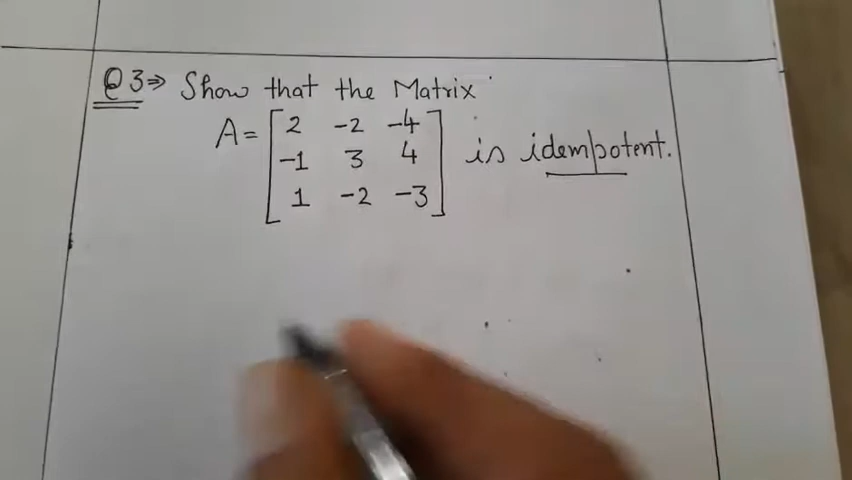 Q3⇒ Show that the Matrix
A= [ 2 -2 -4
-1 3 4
1 -2 -3 ] is idempotent.